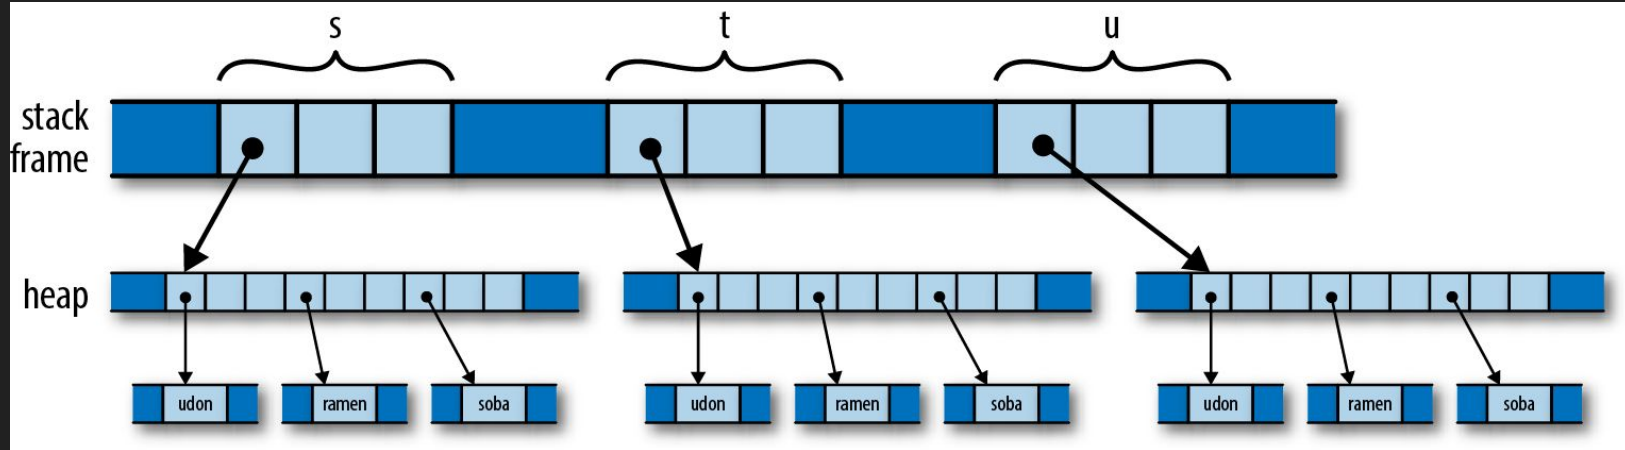 s t u
stack
frame
heap
udon ramen soba udon ramen soba udon ramen soba